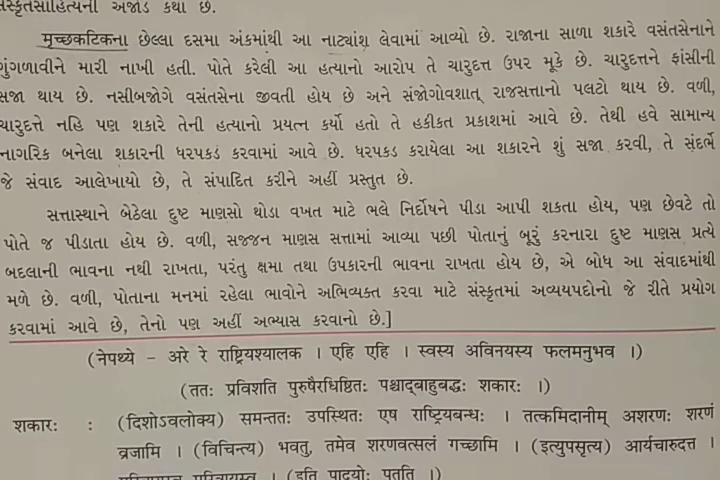 સંસ્કૃતસાહિત્યની અજોડ કથા છે.
મૃચ્છકટિકના છેલ્લા દસમા અંકમાંથી આ નાટ્યાંશ લેવામાં આવ્યો છે. રાજાના સાળા શકારે વસંતસેનાને
ગુંગળાવીને મારી નાખી હતી. પોતે કરેલી આ હત્યાનો આરોપ તે ચારુદત્ત ઉપર મૂકે છે. ચારુદત્તને ફાંસીની
સજા થાય છે. નસીબજોગે વસંતસેના જીવતી હોય છે અને સંજોગોવશાત્ રાજસત્તાનો પલટો થાય છે. વળી,
ચારુદત્તે નહિ પણ શકારે તેની હત્યાનો પ્રયત્ન કર્યો હતો તે હકીકત પ્રકાશમાં આવે છે. તેથી હવે સામાન્ય
નાગરિક બનેલા શકારની ધરપકડ કરવામાં આવે છે. ધરપકડ કરાયેલા આ શકારને શું સજા કરવી, તે સંદર્ભે
જે સંવાદ આલેખાયો છે, તે સંપાદિત કરીને અહીં પ્રસ્તુત છે.
સત્તાસ્થાને બેઠેલા દુષ્ટ માણસો થોડા વખત માટે ભલે નિર્દોષને પીડા આપી શકતા હોય, પણ છેવટે તો
પોતે જ પીડાતા હોય છે. વળી, સજ્જન માણસ સત્તામાં આવ્યા પછી પોતાનું બૂરું કરનારા દુષ્ટ માણસ પ્રત્યે
બદલાની ભાવના નથી રાખતા, પરંતુ ક્ષમા તથા ઉપકારની ભાવના રાખતા હોય છે, એ બોધ આ સંવાદમાંથી
મળે છે. વળી, પોતાના મનમાં રહેલા ભાવોને અભિવ્યક્ત કરવા માટે સંસ્કૃતમાં અવ્યયપદોનો જે રીતે પ્રયોગ
કરવામાં આવે છે, તેનો પણ અહીં અભ્યાસ કરવાનો છે.]
(नेपथ्ये – अरे रे राष्ट्रियश्यालक । एहि एहि । स्वस्य अविनयस्य फलमनुभव ।)
(ततः प्रविशति पुरुषैरधिष्ठितः पश्चाद्बाहुबद्धः शकारः ।)
शकारः : (दिशोऽवलोक्य) समन्ततः उपस्थितः एष राष्ट्रियबन्धः । तत्कमिदानीम् अशरणः शरणं
व्रजामि । (विचिन्त्य) भवतु, तमेव शरणवत्सलं गच्छामि । (इत्युपसृत्य) आर्यचारुदत्त ।
परित्रायस्व परित्रायस्व । (इति पादयोः पतति ।)